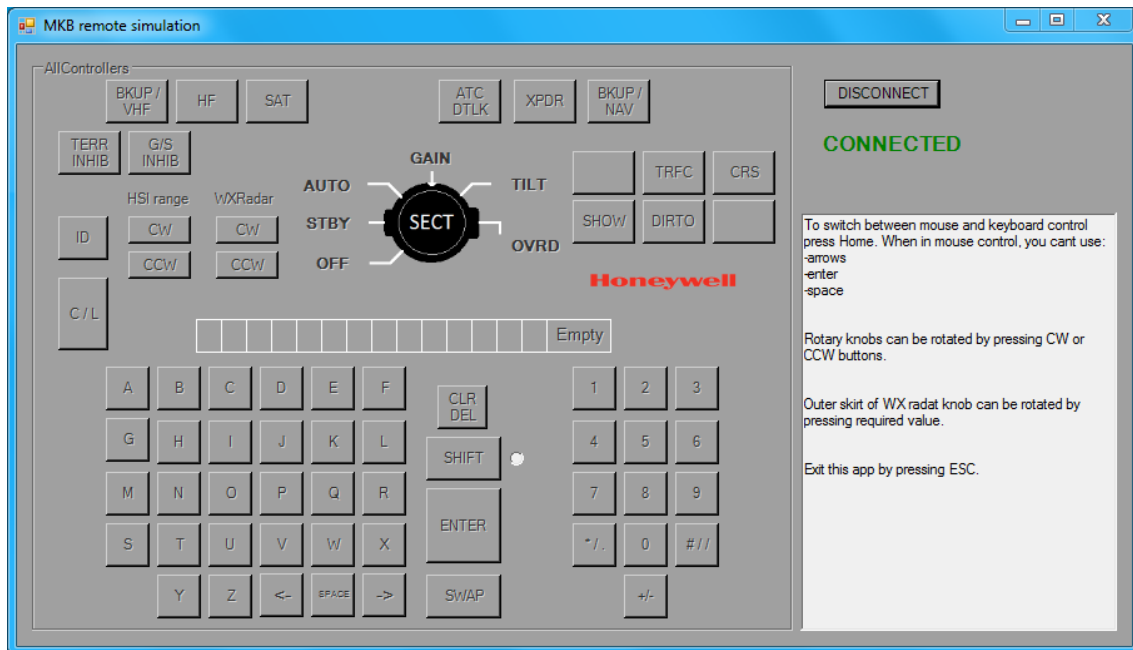 MKB remote simulation
AllControllers
BKUP /
VHF
HF
SAT
ATC
DTLK
XPDR
BKUP /
NAV
DISCONNECT
CONNECTED
TERR
INHIB
G/S
INHIB
GAIN
AUTO
TILT
TRFC
CRS
HSI range
WXRadar
SECT
STBY
SHOW
DIRTO
ID
CW
CW
OVRD
CCW
CCW
OFF
Honeywell
C / L
Empty
A B C D E F
CLR
DEL
1 2 3
G H I J K L
SHIFT
4 5 6
M N O P Q R
7 8 9
ENTER
S T U V W X
0 #//
Y Z <- SPACE ->
SWAP
+/-
To switch between mouse and keyboard control
press Home. When in mouse control, you cant use:
-arrows
-enter
-space
Rotary knobs can be rotated by pressing CW or
CCW buttons.
Outer skirt of WX radat knob can be rotated by
pressing required value.
Exit this app by pressing ESC.